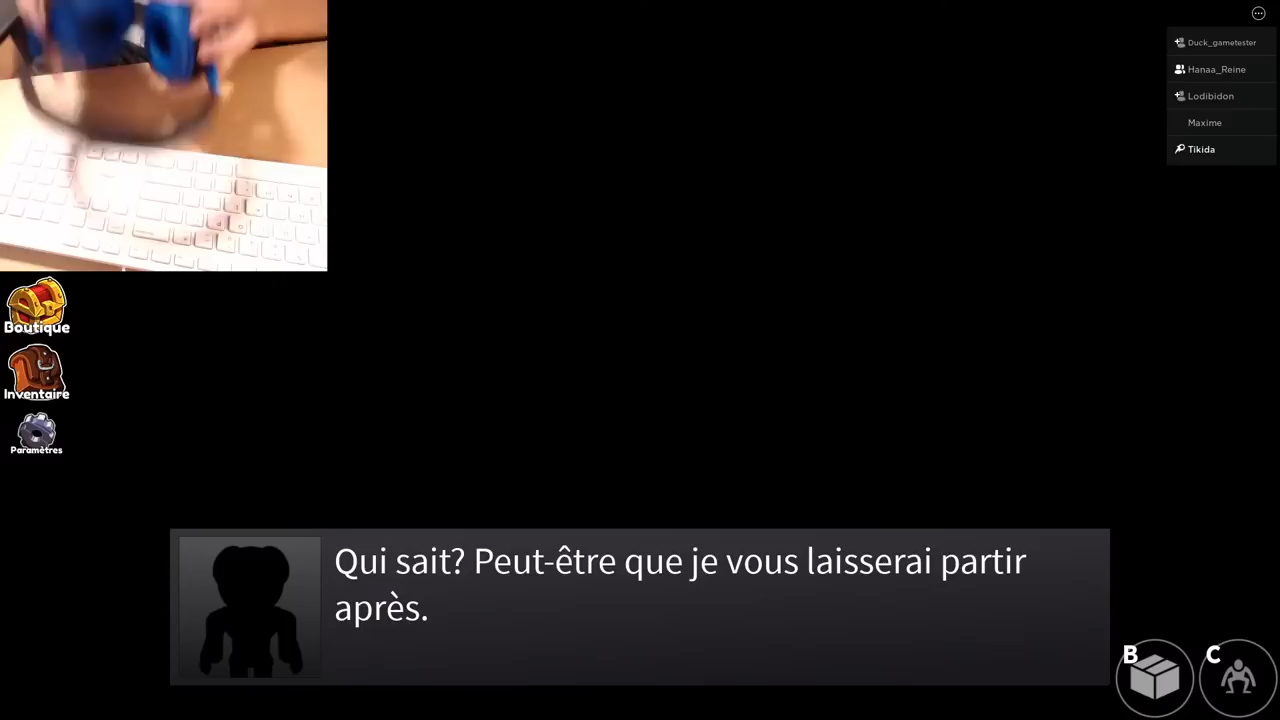 Duck_gametester
Hanaa_Reine
Lodibidon
Maxime
Tikida
Boutique
Inventaire
Paramètres
Qui sait? Peut-être que je vous laisserai partir
après.
B
C